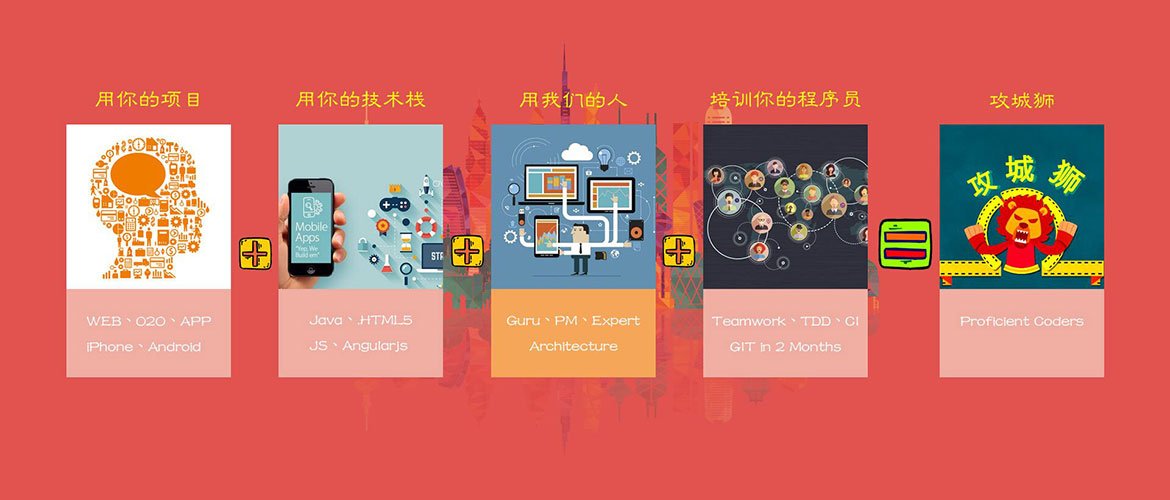 用你的项目
WEB、O2O、APP
iPhone、Android
用你的技术栈
Mobile
Apps
"Yep, We
Build em"
Java、.HTML5
JS、Angularjs
用我们的人
Guru、PM、Expert
Architecture
培训你的程序员
Teamwork、TDD、CI
GIT in 2 Months
攻城狮
攻城狮
Proficient Coders